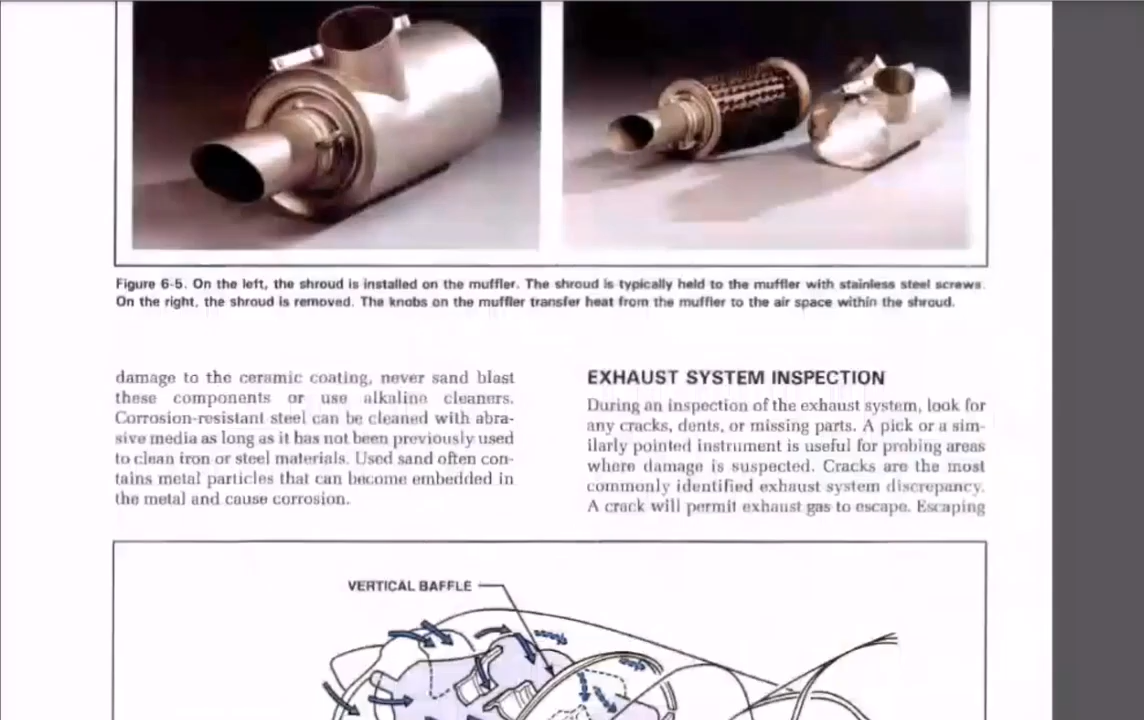 Figure 6-5. On the left, the shroud is installed on the muffler. The shroud is typically held to the muffler with stainless steel screws.
On the right, the shroud is removed. The knobs on the muffler transfer heat from the muffler to the air space within the shroud.
damage to the ceramic coating, never sand blast
these components or use alkaline cleaners.
Corrosion-resistant steel can be cleaned with abra-
sive media as long as it has not been previously used
to clean iron or steel materials. Used sand often con-
tains metal particles that can become embedded in
the metal and cause corrosion.
EXHAUST SYSTEM INSPECTION
During an inspection of the exhaust system, look for
any cracks, dents, or missing parts. A pick or a sim-
ilarly pointed instrument is useful for probing areas
where damage is suspected. Cracks are the most
commonly identified exhaust system discrepancy.
A crack will permit exhaust gas to escape. Escaping
VERTICAL BAFFLE